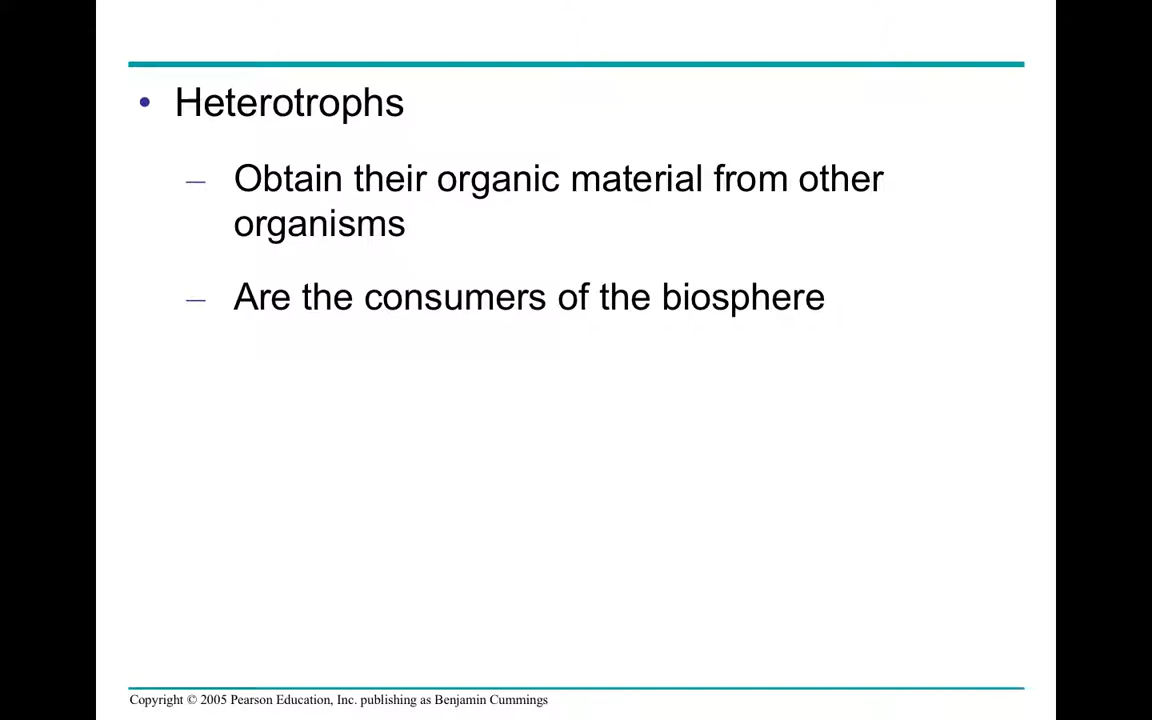 • Heterotrophs
– Obtain their organic material from other
organisms
– Are the consumers of the biosphere
Copyright © 2005 Pearson Education, Inc. publishing as Benjamin Cummings